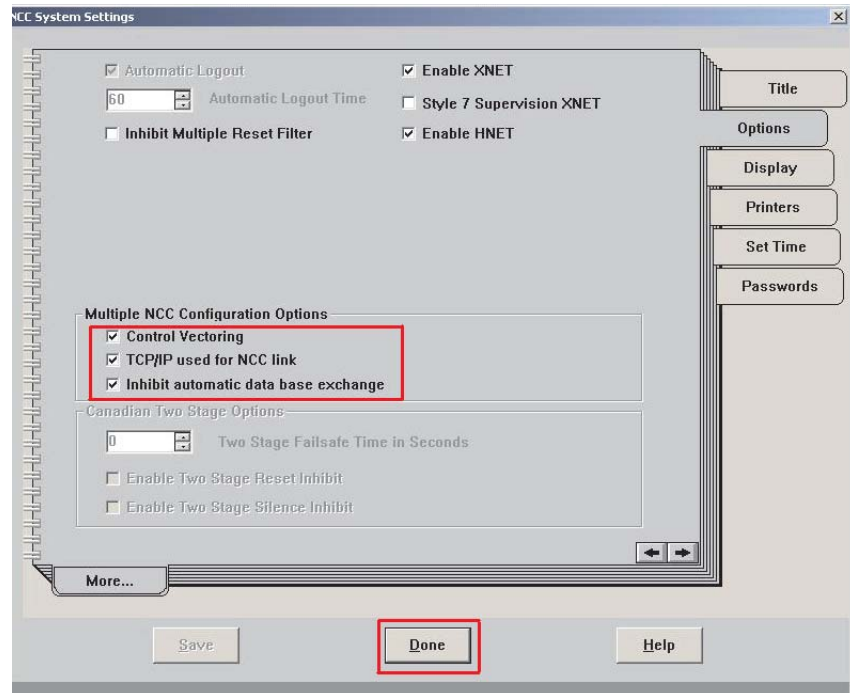 NCC System Settings
Automatic Logout
60 Automatic Logout Time
Inhibit Multiple Reset Filter
Enable XNET
Style 7 Supervision XNET
Enable HNET
Title
Options
Display
Printers
Set Time
Passwords
Multiple NCC Configuration Options
Control Vectoring
TCP/IP used for NCC link
Inhibit automatic data base exchange
Canadian Two Stage Options
0 Two Stage Failsafe Time in Seconds
Enable Two Stage Reset Inhibit
Enable Two Stage Silence Inhibit
More...
Save
Done
Help